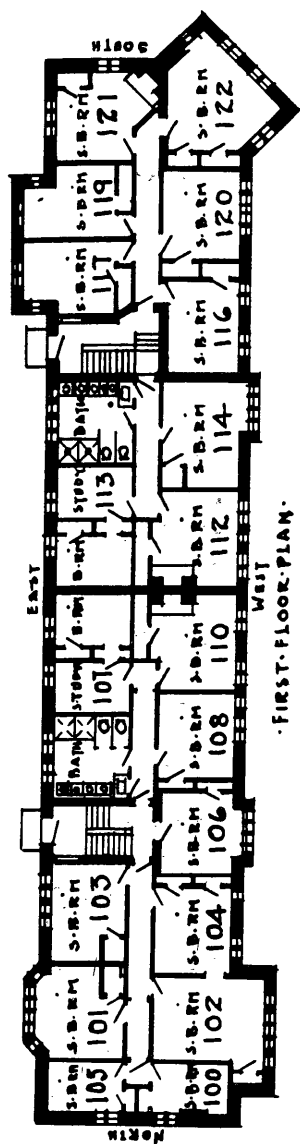 SOUTH
S.B.RM
121
S.B.RM
122
S.B.RM
119
S.B.RM
120
S.B.RM
117
S.B.RM
116
BATH
S.B.RM
114
STUDY
113
B.RM
S.B.RM
112
EAST
WEST
B.RM
S.B.RM
110
STUDY
107
S.B.RM
108
BATH
S.B.RM
106
S.B.RM
103
S.B.RM
104
S.B.RM
101
S.B.RM
102
S.B.RM
105
S.B.RM
100
NORTH
·FIRST·FLOOR·PLAN·